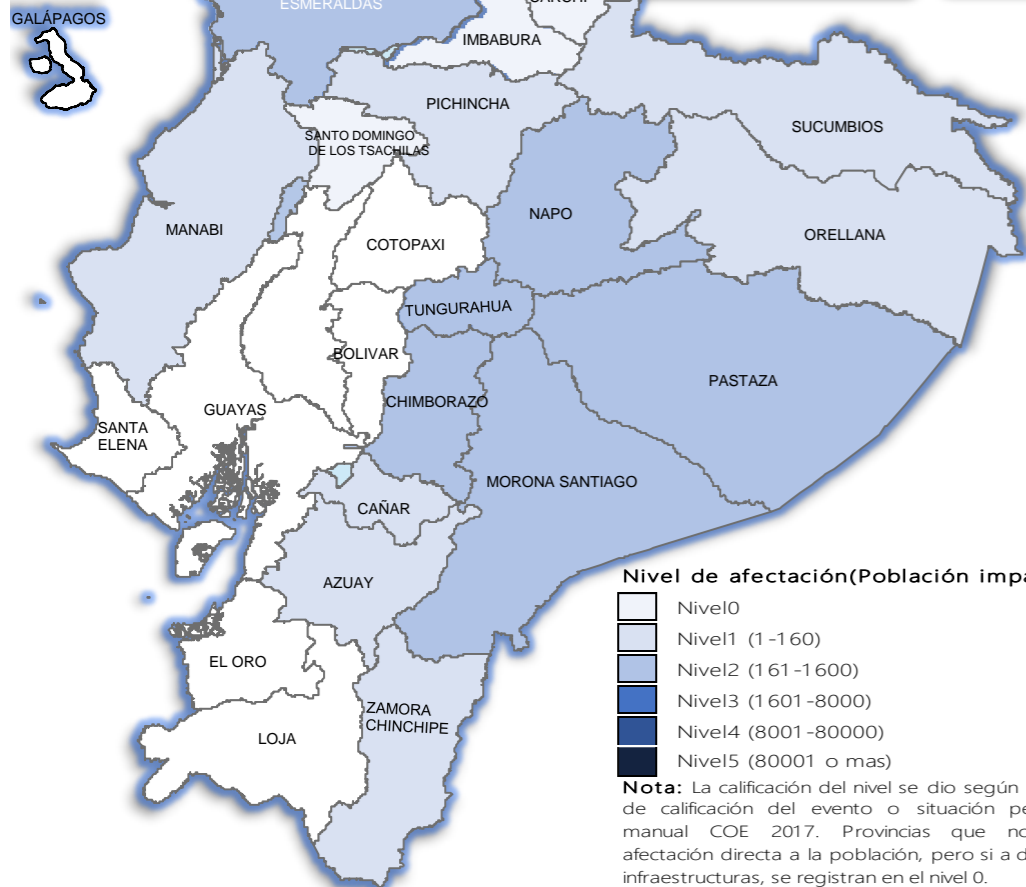 ESMERALDAS
GALÁPAGOS
IMBABURA
PICHINCHA
SUCUMBIOS
SANTO DOMINGO
DE LOS TSACHILAS
NAPO
MANABI
ORELLANA
COTOPAXI
TUNGURAHUA
BOLIVAR
PASTAZA
CHIMBORAZO
GUAYAS
SANTA
ELENA
MORONA SANTIAGO
CAÑAR
AZUAY
EL ORO
ZAMORA
CHINCHIPE
LOJA
Nivel de afectación(Población impa
Nivel0
Nivel1 (1-160)
Nivel2 (161-1600)
Nivel3 (1601-8000)
Nivel4 (8001-80000)
Nivel5 (80001 o mas)
Nota: La calificación del nivel se dio según
de calificación del evento o situación pe
manual COE 2017. Provincias que no
afectación directa a la población, pero si a d
infraestructuras, se registran en el nivel 0.